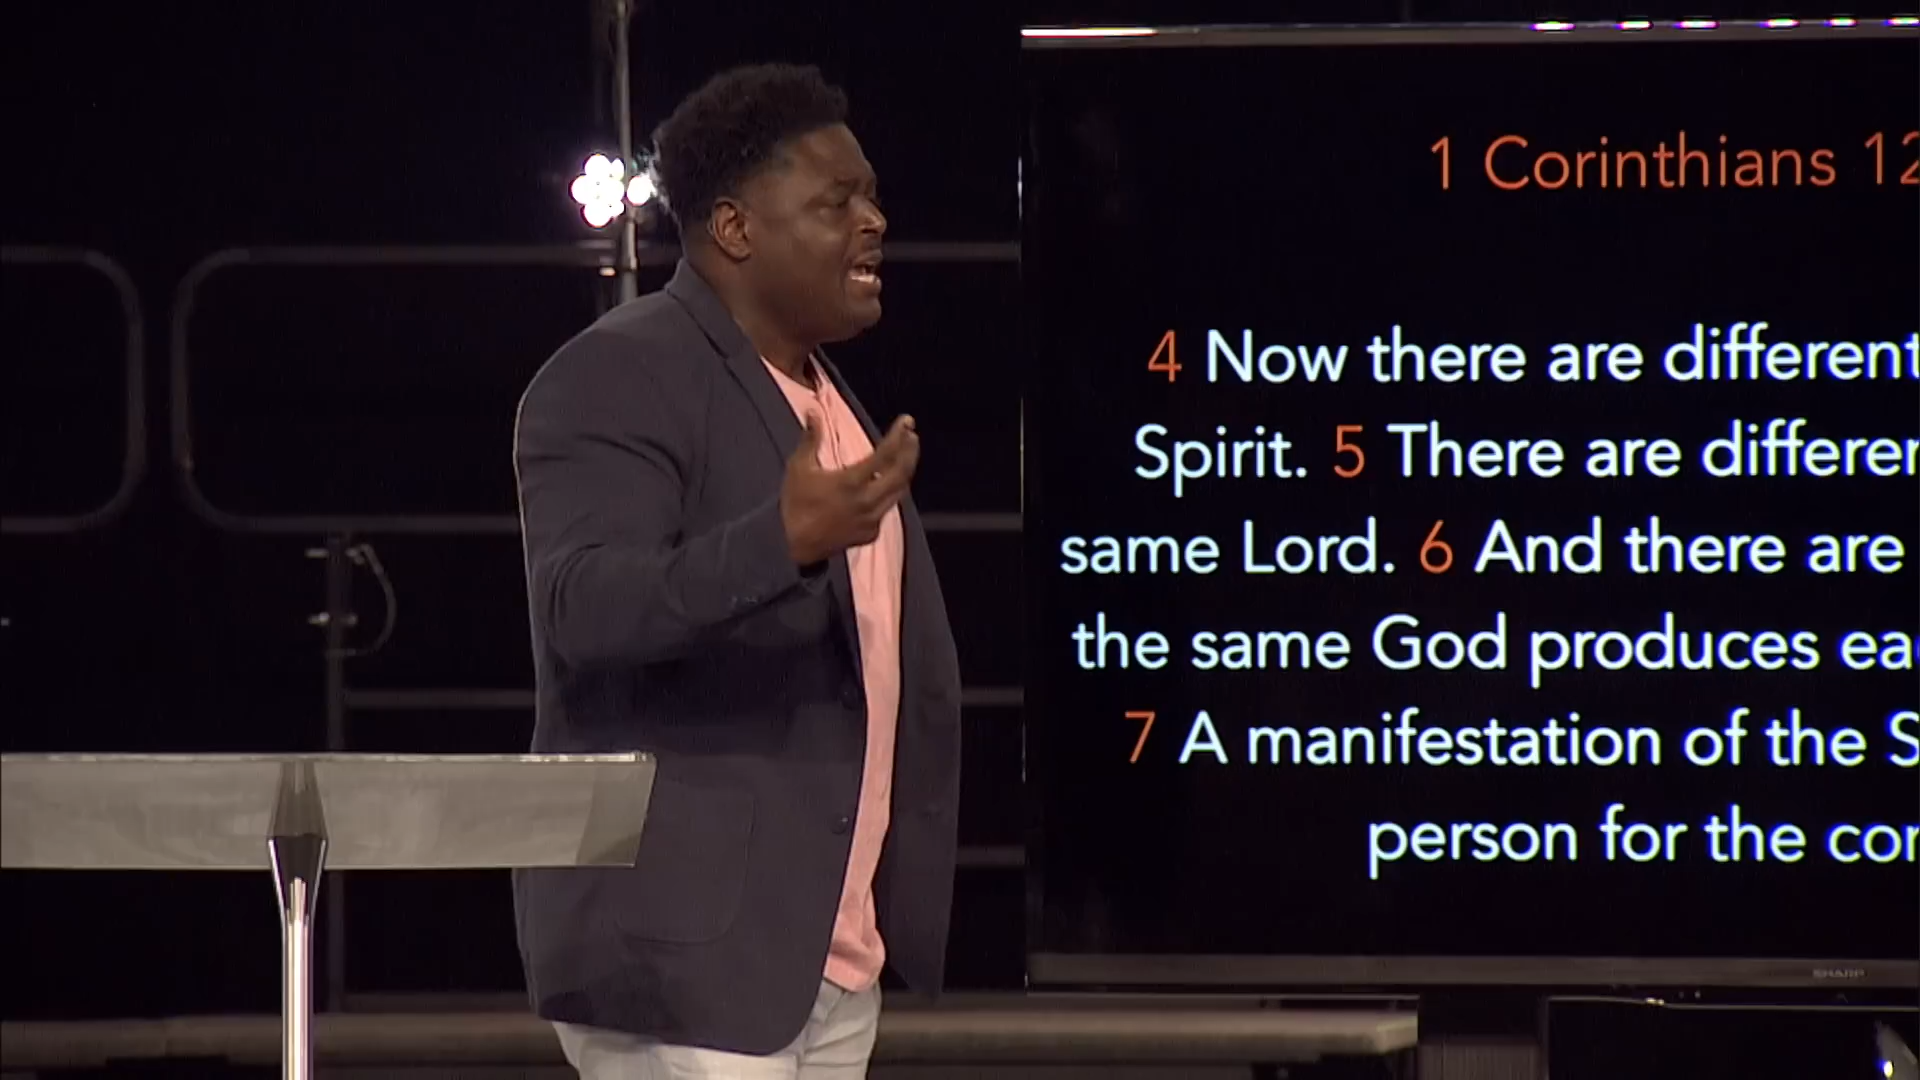 1 Corinthians 12
4 Now there are different
Spirit. 5 There are differen
same Lord. 6 And there are
the same God produces ea
7 A manifestation of the S
person for the co
SHARP